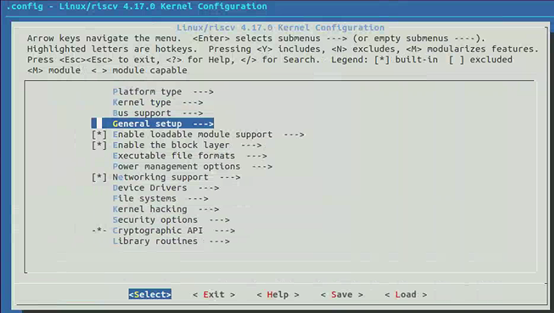 .config - Linux/riscv 4.17.0 Kernel Configuration
Linux/riscv 4.17.0 Kernel Configuration
Arrow keys navigate the menu. <Enter> selects submenus ---> (or empty submenus ----).
Highlighted letters are hotkeys. Pressing <Y> includes, <N> excludes, <M> modularizes features.
Press <Esc><Esc> to exit, <?> for Help, </> for Search. Legend: [*] built-in [ ] excluded
<M> module < > module capable
Platform type --->
Kernel type --->
Bus support --->
General setup --->
[*] Enable loadable module support --->
[*] Enable the block layer --->
Executable file formats --->
Power management options --->
[*] Networking support --->
Device Drivers --->
File systems --->
Kernel hacking --->
Security options --->
-*- Cryptographic API --->
Library routines --->
<Select> < Exit > < Help > < Save > < Load >